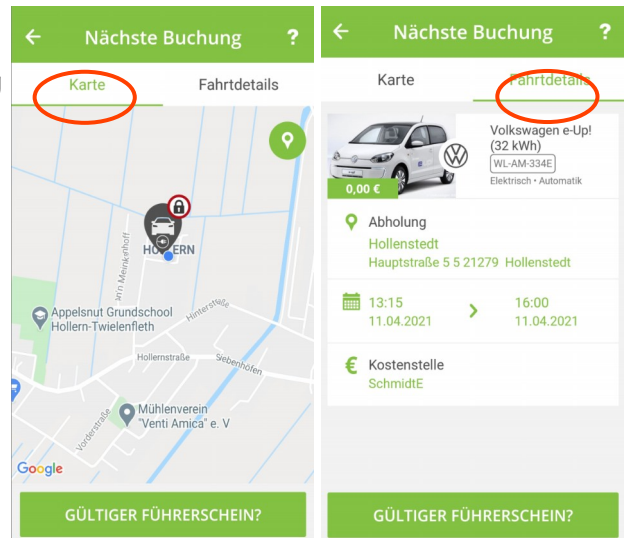 Nächste Buchung ?
Karte Fahrtdetails
HOLLERN
m Meinkinhoff
Appelsnut Grundschool
Hollern-Twielenfleth
Hinterstraße
Hollernstraße
Siebenhöfen
Mühlenverein
"Venti Amica" e. V
Vorderstraße
Google
GÜLTIGER FÜHRERSCHEIN?
Nächste Buchung ?
Karte Fahrtdetails
Volkswagen e-Up!
(32 kWh)
WL-AM-334E
Elektrisch • Automatik
0,00 €
Abholung
Hollenstedt
Hauptstraße 5 5 21279 Hollenstedt
13:15 > 16:00
11.04.2021 11.04.2021
€ Kostenstelle
SchmidtE
GÜLTIGER FÜHRERSCHEIN?